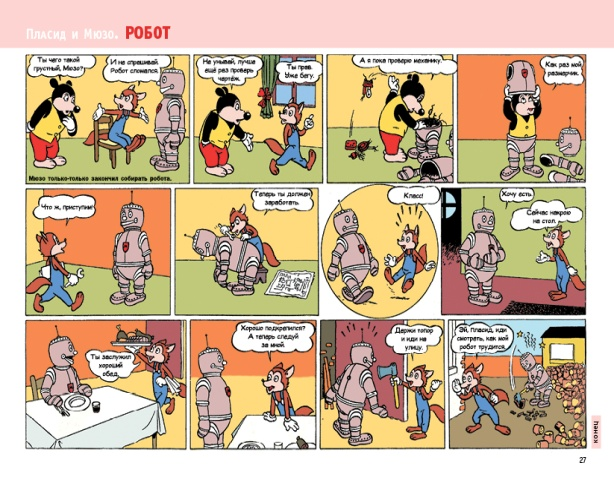 Пласид и Мюзо. РОБОТ
Ты чего такой
грустный, Мюзо?
И не спрашивай.
Робот сломался.
Мюзо только-только закончил собирать робота.
Не унывай, лучше
ещё раз проверь
чертёж.
Ты прав.
Уже бегу.
А я пока проверю механику.
Как раз мой
размерчик.
Что ж, приступим!
Теперь ты должен
заработать.
Класс!
Хочу есть.
Сейчас накрою
на стол.
Ты заслужил
хороший
обед.
Хорошо подкрепился?
А теперь следуй
за мной.
Держи топор
и иди на
улицу.
Эй, Пласид, иди
смотреть, как мой
робот трудится.
конец
27